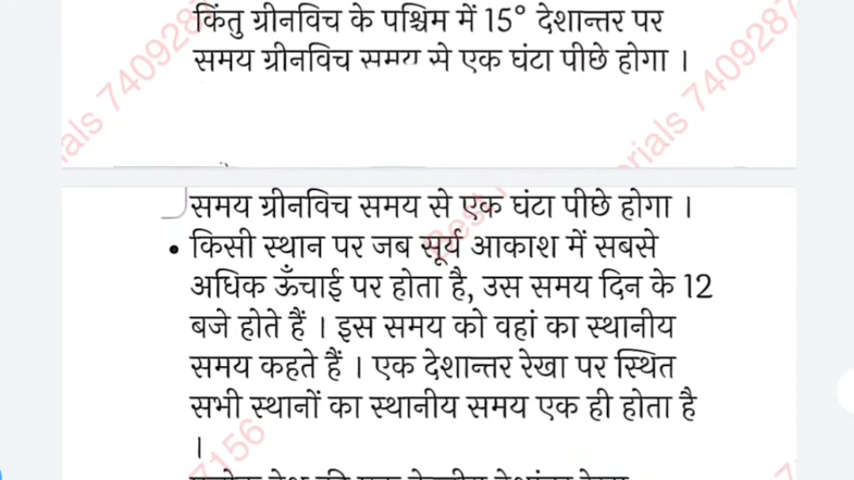 किंतु ग्रीनविच के पश्चिम में 15° देशान्तर पर
समय ग्रीनविच समय से एक घंटा पीछे होगा ।
समय ग्रीनविच समय से एक घंटा पीछे होगा ।
• किसी स्थान पर जब सूर्य आकाश में सबसे
अधिक ऊँचाई पर होता है, उस समय दिन के 12
बजे होते हैं । इस समय को वहां का स्थानीय
समय कहते हैं । एक देशान्तर रेखा पर स्थित
सभी स्थानों का स्थानीय समय एक ही होता है
।